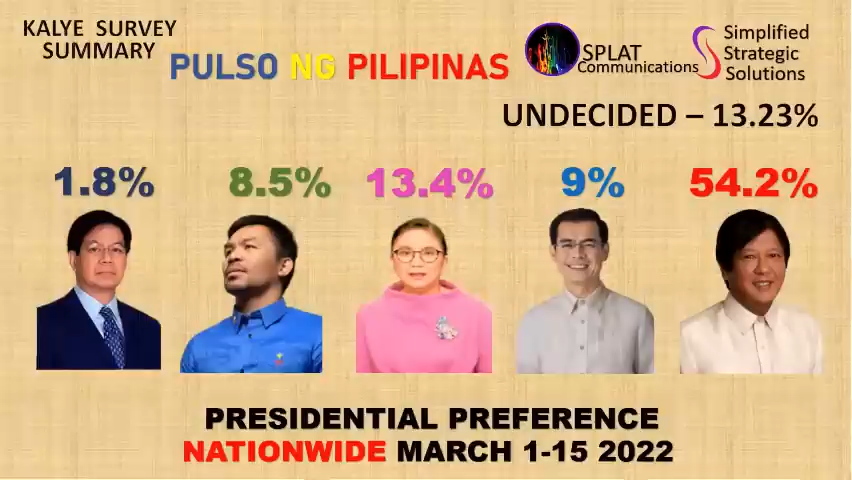 KALYE SURVEY
SUMMARY
PULSO NG PILIPINAS
SPLAT
Communications
Simplified
Strategic
Solutions
UNDECIDED – 13.23%
1.8%
8.5%
13.4%
9%
54.2%
PRESIDENTIAL PREFERENCE
NATIONWIDE MARCH 1-15 2022